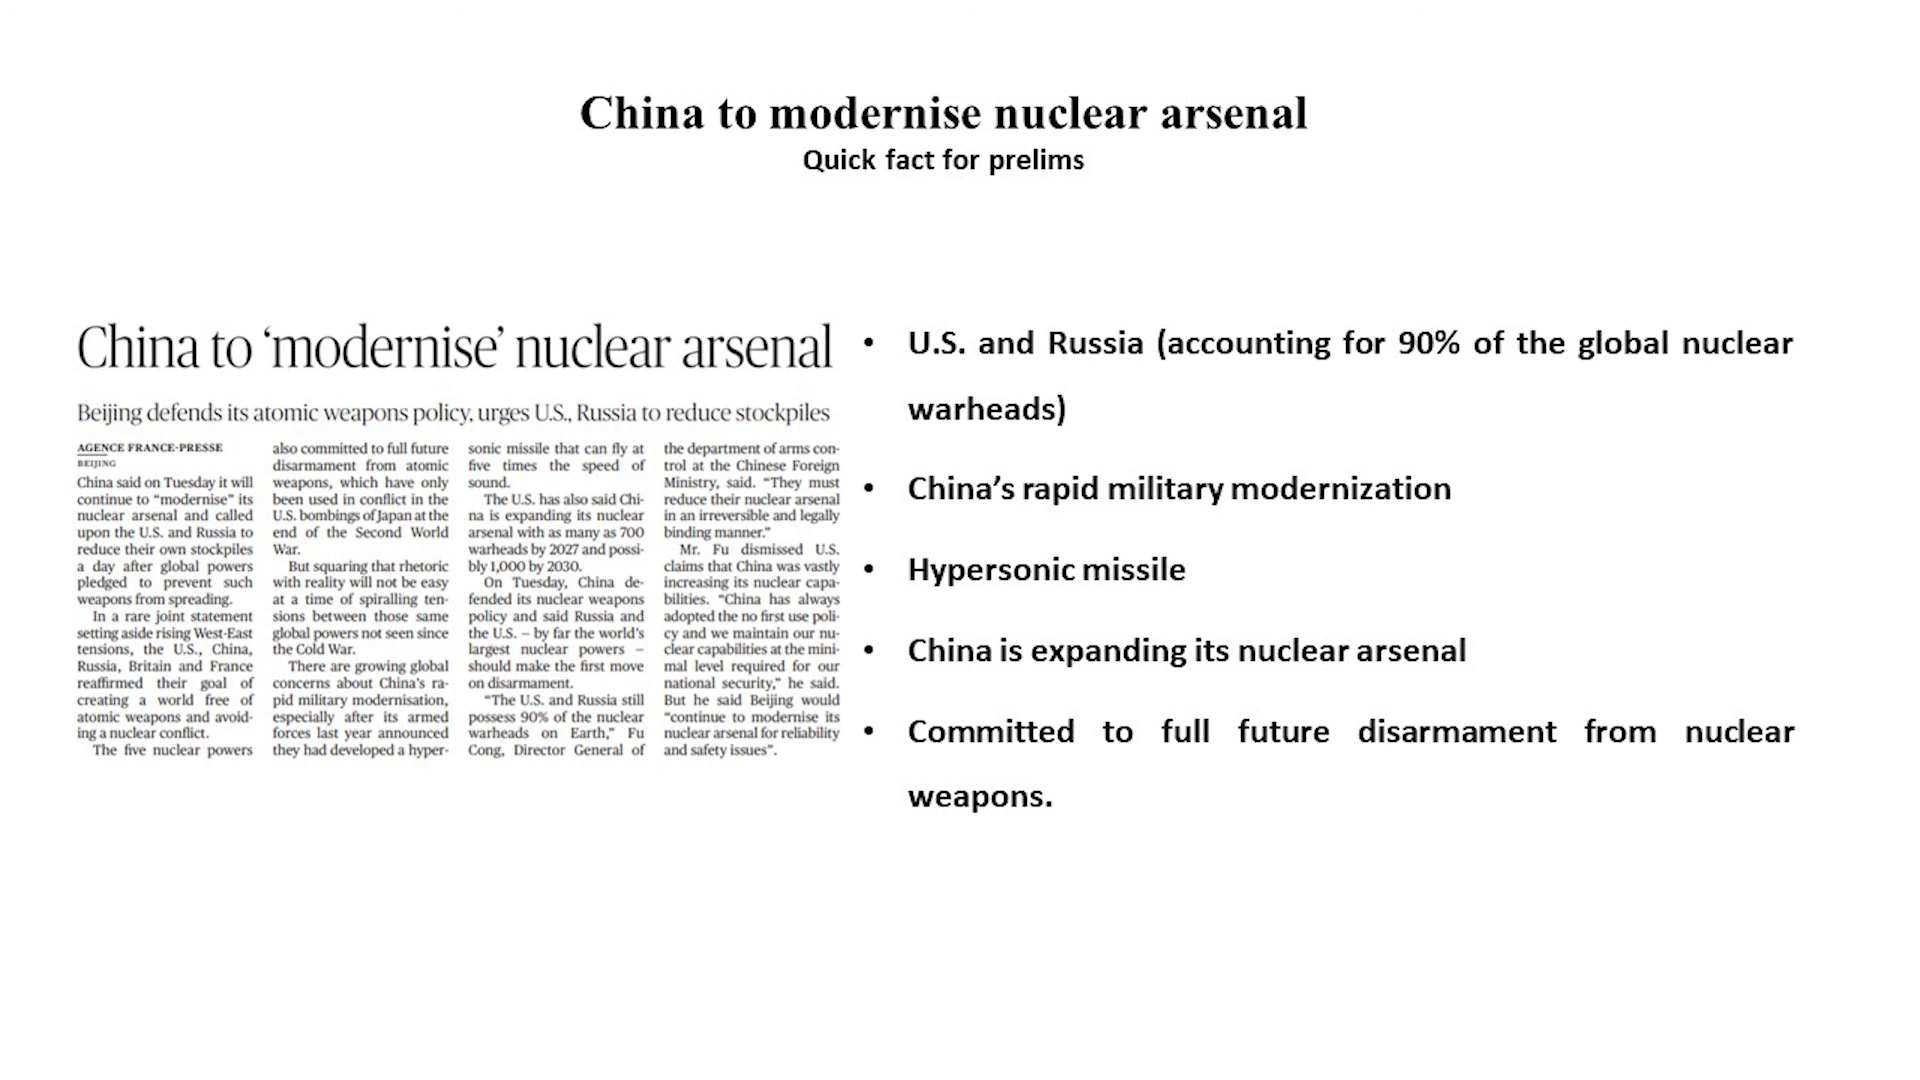 China to modernise nuclear arsenal
Quick fact for prelims
China to ‘modernise’ nuclear arsenal
Beijing defends its atomic weapons policy, urges U.S., Russia to reduce stockpiles
AGENCE FRANCE-PRESSE
BEIJING
China said on Tuesday it will
continue to “modernise” its
nuclear arsenal and called
upon the U.S. and Russia to
reduce their own stockpiles
a day after global powers
pledged to prevent such
weapons from spreading.
In a rare joint statement
setting aside rising West-East
tensions, the U.S., China,
Russia, Britain and France
reaffirmed their goal of
creating a world free of
atomic weapons and avoid-
ing a nuclear conflict.
The five nuclear powers
also committed to full future
disarmament from atomic
weapons, which have only
been used in conflict in the
U.S. bombings of Japan at the
end of the Second World
War.
But squaring that rhetoric
with reality will not be easy
at a time of spiralling ten-
sions between those same
global powers not seen since
the Cold War.
There are growing global
concerns about China’s ra-
pid military modernisation,
especially after its armed
forces last year announced
they had developed a hyper-
sonic missile that can fly at
five times the speed of
sound.
The U.S. has also said Chi-
na is expanding its nuclear
arsenal with as many as 700
warheads by 2027 and possi-
bly 1,000 by 2030.
On Tuesday, China de-
fended its nuclear weapons
policy and said Russia and
the U.S. – by far the world’s
largest nuclear powers –
should make the first move
on disarmament.
“The U.S. and Russia still
possess 90% of the nuclear
warheads on Earth,” Fu
Cong, Director General of
the department of arms con-
trol at the Chinese Foreign
Ministry, said. “They must
reduce their nuclear arsenal
in an irreversible and legally
binding manner.”
Mr. Fu dismissed U.S.
claims that China was vastly
increasing its nuclear capa-
bilities. “China has always
adopted the no first use poli-
cy and we maintain our nu-
clear capabilities at the mini-
mal level required for our
national security,” he said.
But he said Beijing would
“continue to modernise its
nuclear arsenal for reliability
and safety issues”.
• U.S. and Russia (accounting for 90% of the global nuclear
warheads)
• China’s rapid military modernization
• Hypersonic missile
• China is expanding its nuclear arsenal
• Committed to full future disarmament from nuclear
weapons.